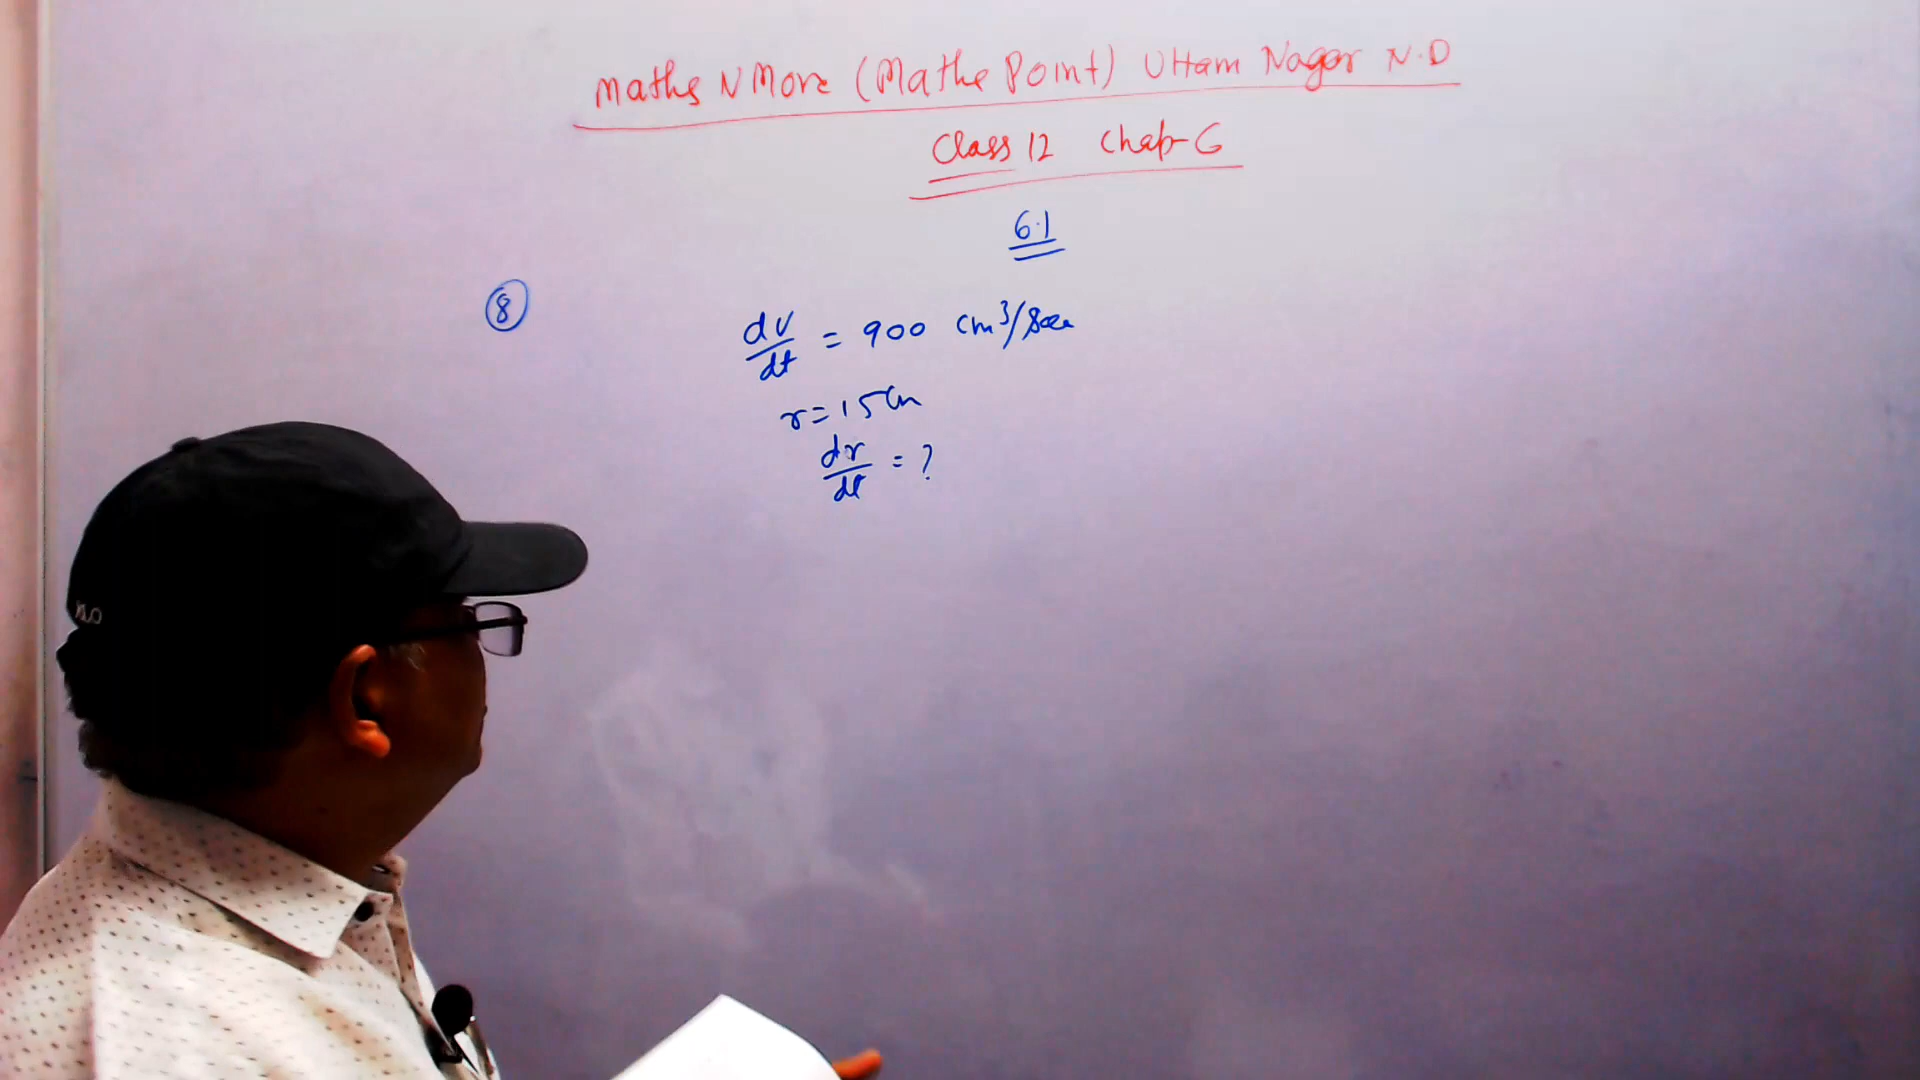 Maths N More (Maths Point) Uttam Nagar N.D
Class 12 Chap-6
6.1
8
dv/dt = 900 cm³/sec
r = 15 cm
dr/dt = ?